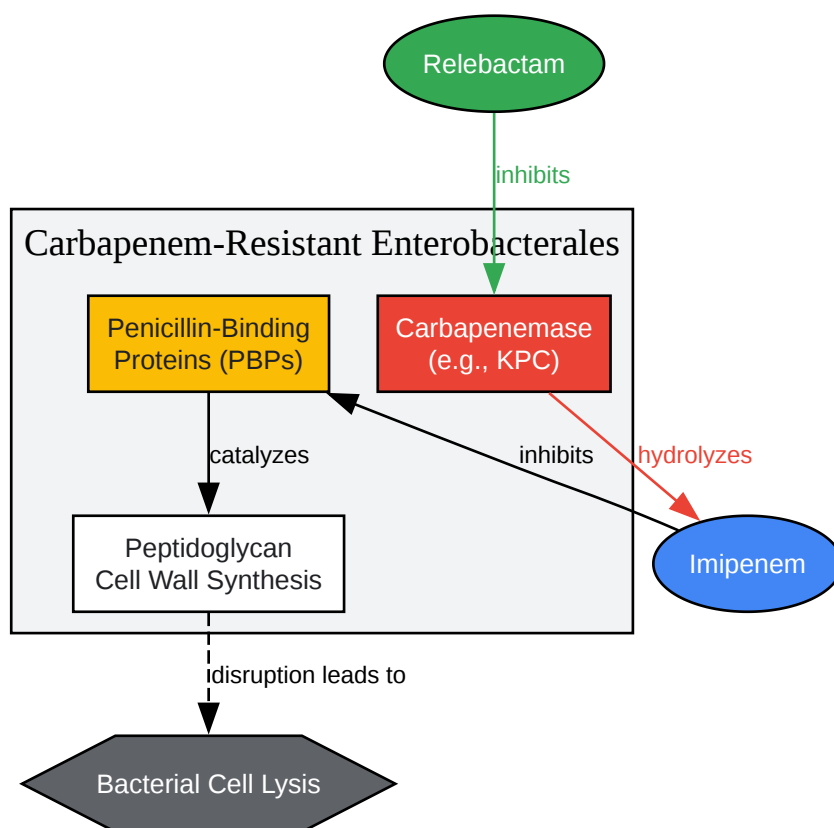 Relebactam
inhibits
Carbapenem-Resistant Enterobacterales
Penicillin-Binding
Proteins (PBPs)
Carbapenemase
(e.g., KPC)
catalyzes
inhibits
hydrolyzes
Peptidoglycan
Cell Wall Synthesis
Imipenem
disruption leads to
Bacterial Cell Lysis